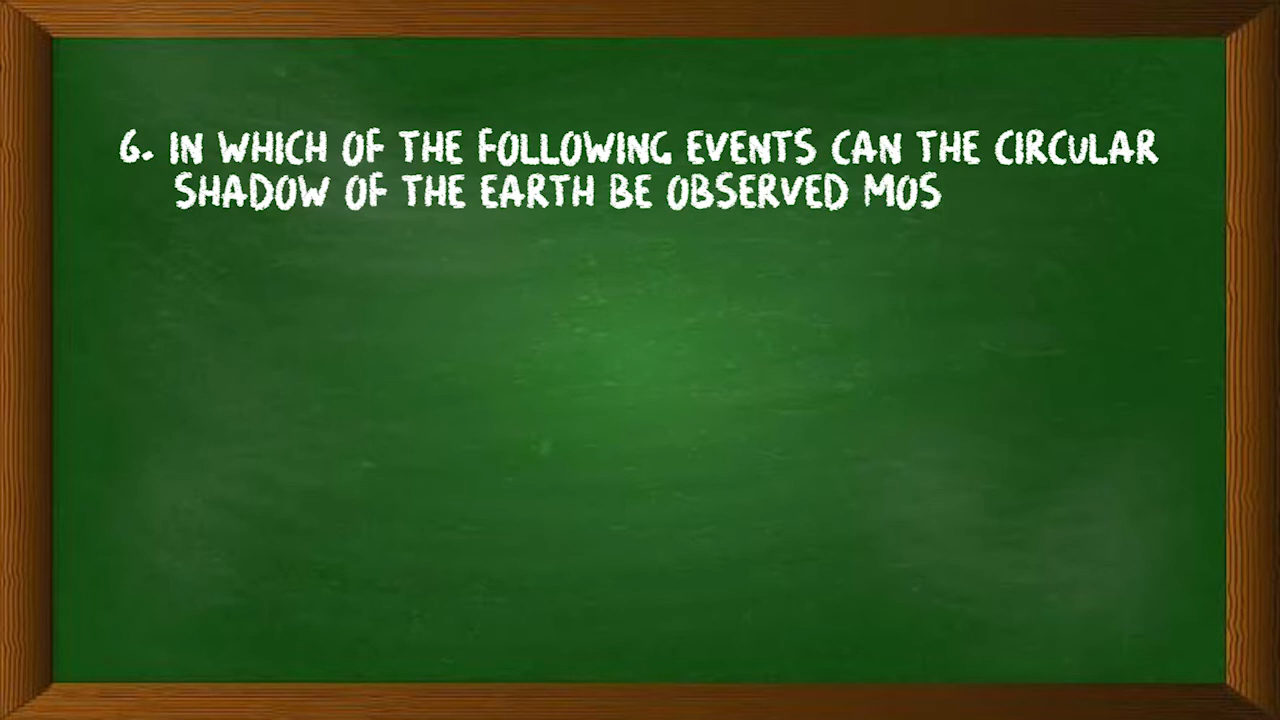 6. IN WHICH OF THE FOLLOWING EVENTS CAN THE CIRCULAR
SHADOW OF THE EARTH BE OBSERVED MOS